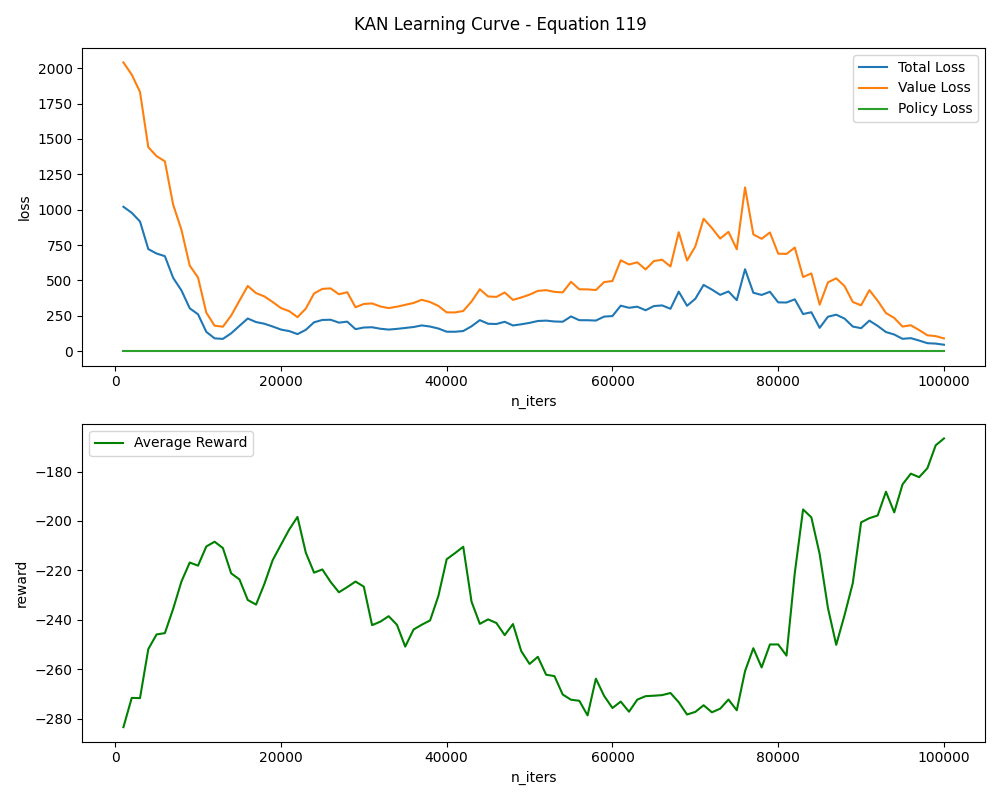 KAN Learning Curve - Equation 119
2000
1750
1500
1250
1000
750
500
250
0
loss
Total Loss
Value Loss
Policy Loss
0 20000 40000 60000 80000 100000
n_iters
Average Reward
−180
−200
−220
−240
−260
−280
reward
0 20000 40000 60000 80000 100000
n_iters